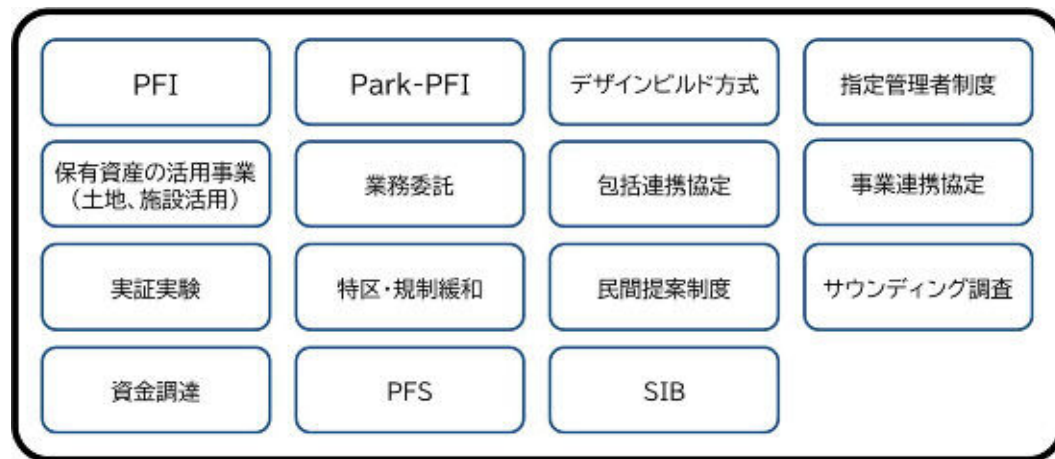 PFI
Park-PFI
デザインビルド方式
指定管理者制度
保有資産の活用事業
(土地、施設活用)
業務委託
包括連携協定
事業連携協定
実証実験
特区・規制緩和
民間提案制度
サウンディング調査
資金調達
PFS
SIB